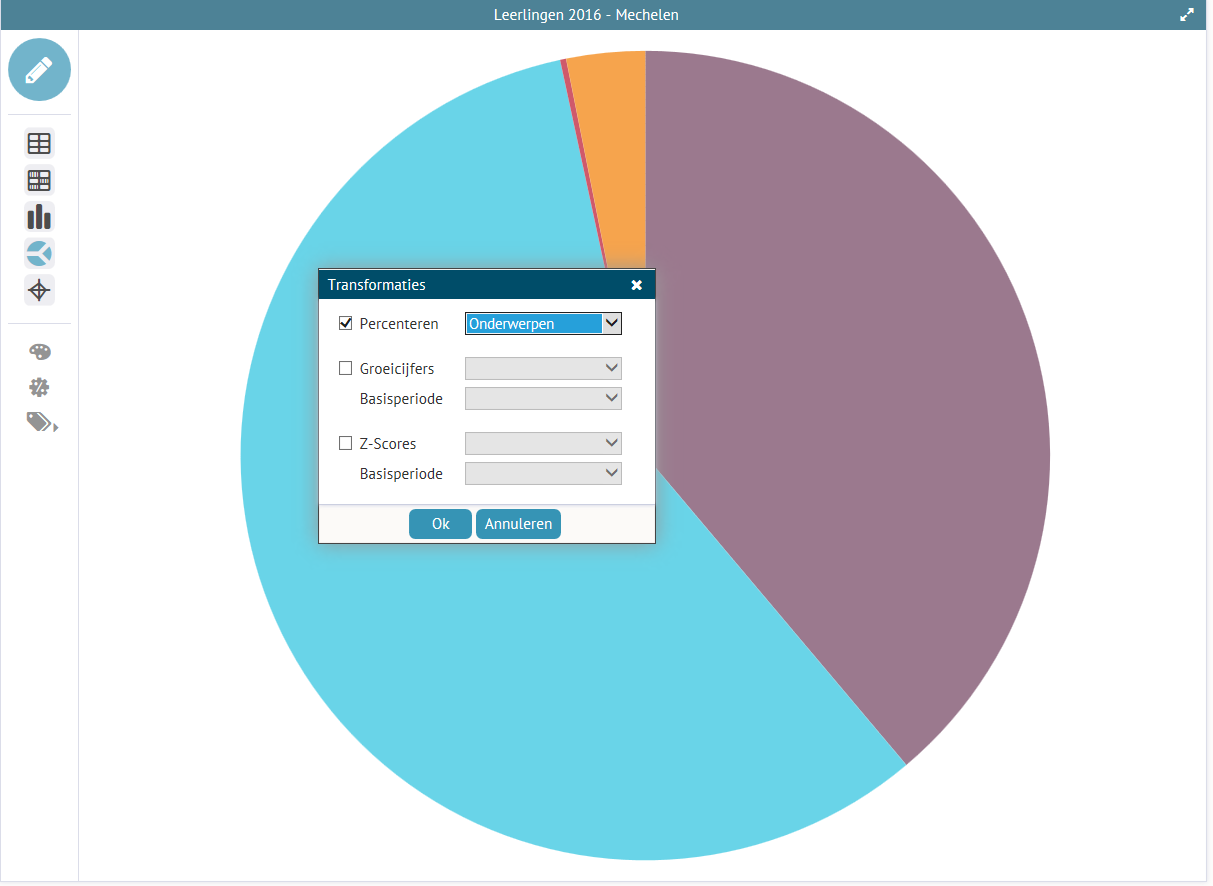 Leerlingen 2016 - Mechelen
Transformaties
Percenteren Onderwerpen
Groeicijfers
Basisperiode
Z-Scores
Basisperiode
Ok Annuleren